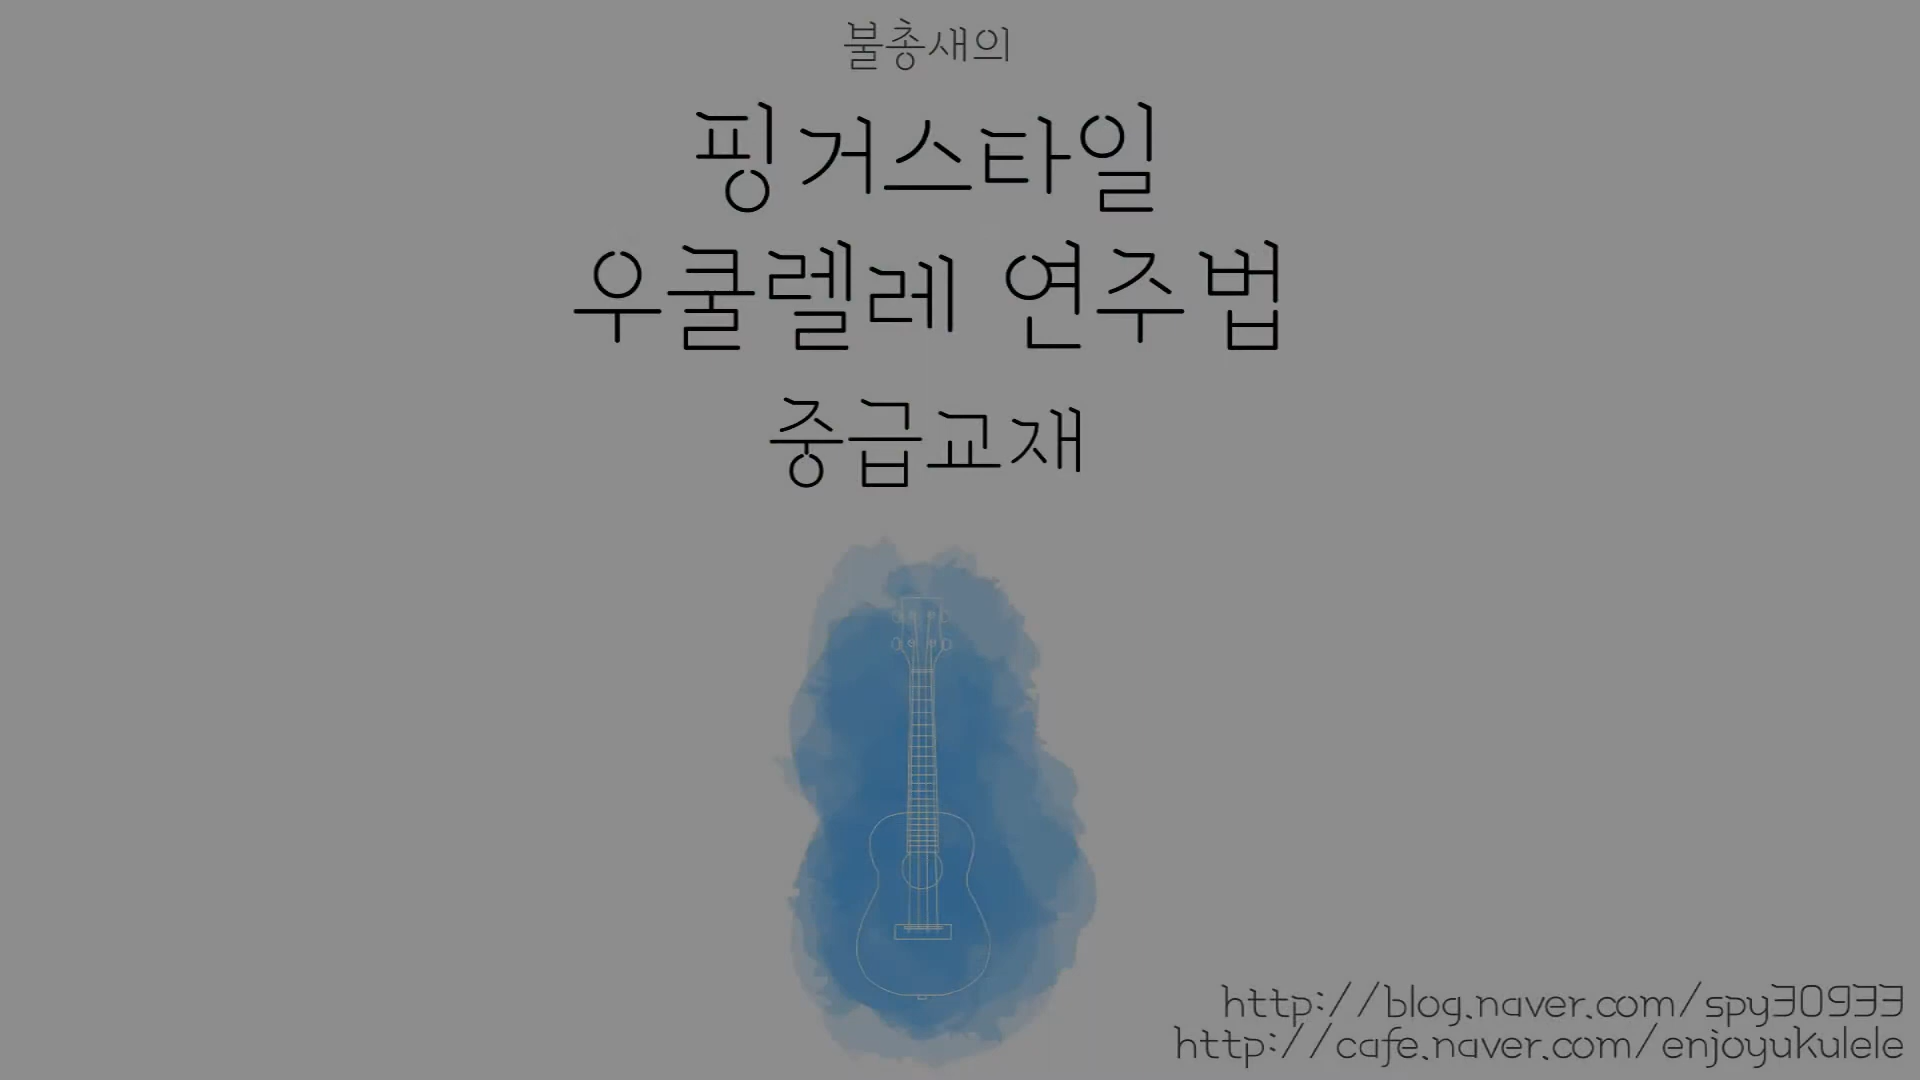 불총새의
핑거스타일
우쿨렐레 연주법
중급교재
http://blog.naver.com/spy30933
http://cafe.naver.com/enjoyukulele